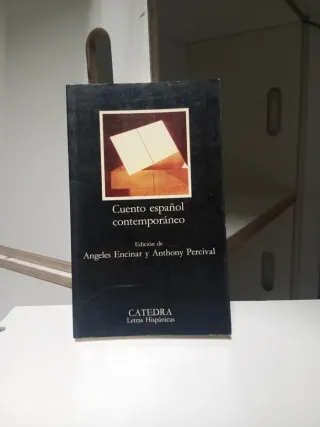 Cuento español
contemporáneo
Edición de
Angeles Encinar y Anthony Percival
CATEDRA
Letras Hispánicas